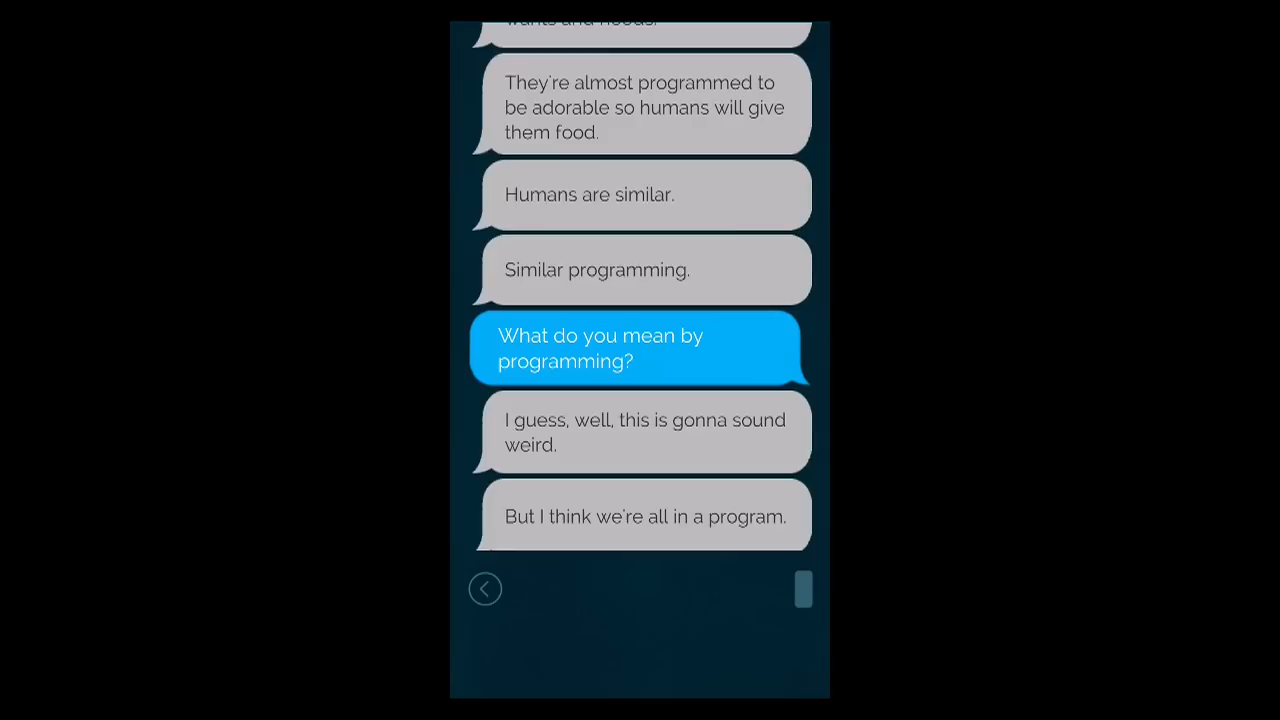 They're almost programmed to
be adorable so humans will give
them food.
Humans are similar.
Similar programming.
What do you mean by
programming?
I guess, well, this is gonna sound
weird.
But I think we're all in a program.